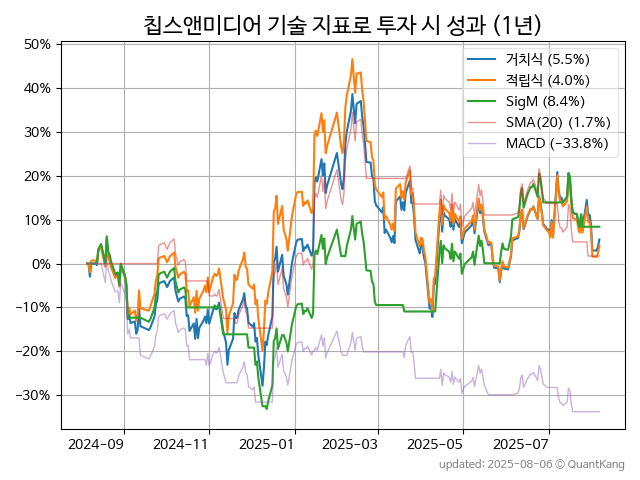 칩스앤미디어 기술 지표로 투자 시 성과 (1년)
50%
40%
30%
20%
10%
0%
−10%
−20%
−30%
거치식 (5.5%)
적립식 (4.0%)
SigM (8.4%)
SMA(20) (1.7%)
MACD (−33.8%)
2024-09
2024-11
2025-01
2025-03
2025-05
2025-07
updated: 2025-08-06 © QuantKang